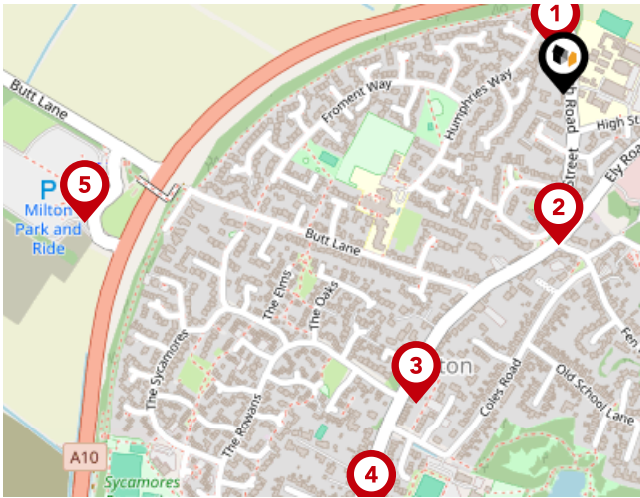 1
Butt Lane
Froment Way
Humphries Way
h Road
High St
Street
Ely Roa
5
P
Milton
Park and
Ride
2
Butt Lane
The Elms
The Oaks
3
ton
Fen
The Sycamores
Coles Road
Old School Lane
The Rowans
A10
4
Sycamores